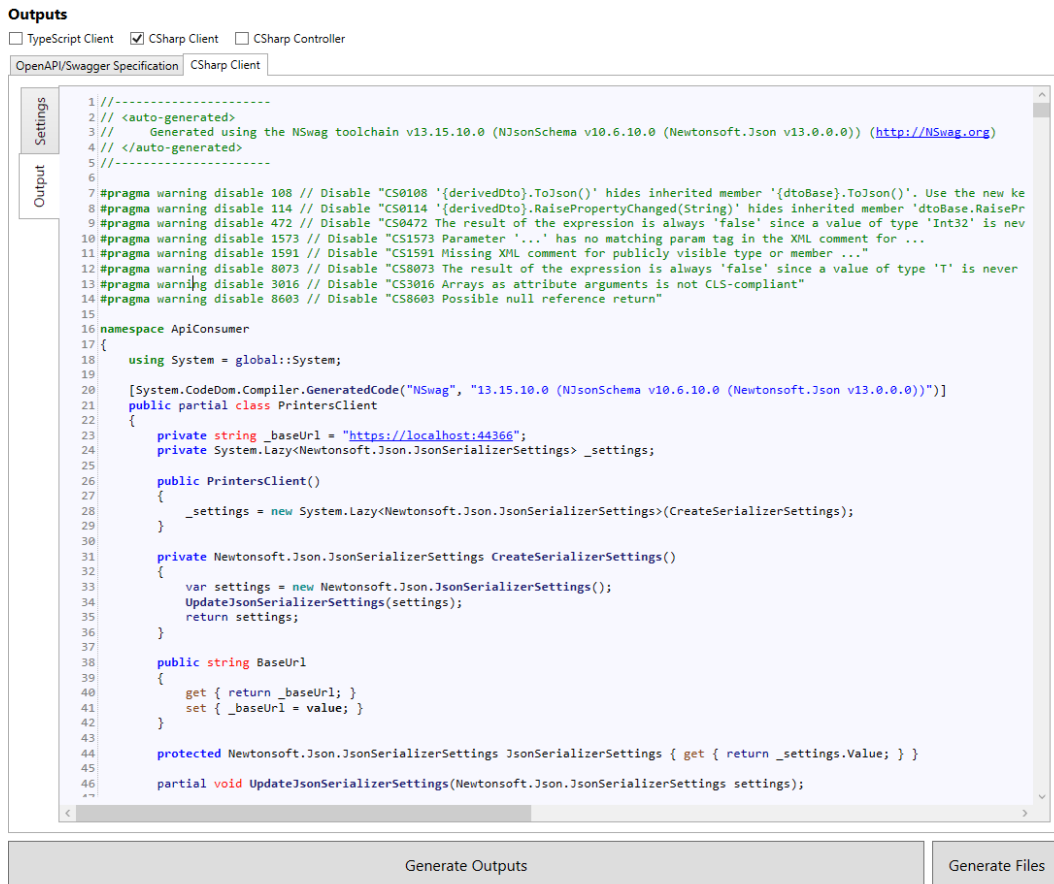 Outputs
TypeScript Client CSharp Client CSharp Controller
OpenAPI/Swagger Specification CSharp Client
Settings
Output
1 //----------------------
2 // <auto-generated>
3 //     Generated using the NSwag toolchain v13.15.10.0 (NJsonSchema v10.6.10.0 (Newtonsoft.Json v13.0.0.0)) (http://NSwag.org)
4 // </auto-generated>
5 //----------------------
6
7 #pragma warning disable 108 // Disable "CS0108 '{derivedDto}.ToJson()' hides inherited member '{dtoBase}.ToJson()'. Use the new ke
8 #pragma warning disable 114 // Disable "CS0114 '{derivedDto}.RaisePropertyChanged(String)' hides inherited member 'dtoBase.RaisePr
9 #pragma warning disable 472 // Disable "CS0472 The result of the expression is always 'false' since a value of type 'Int32' is nev
10 #pragma warning disable 1573 // Disable "CS1573 Parameter '...' has no matching param tag in the XML comment for ...
11 #pragma warning disable 1591 // Disable "CS1591 Missing XML comment for publicly visible type or member ..."
12 #pragma warning disable 8073 // Disable "CS8073 The result of the expression is always 'false' since a value of type 'T' is never
13 #pragma warning disable 3016 // Disable "CS3016 Arrays as attribute arguments is not CLS-compliant"
14 #pragma warning disable 8603 // Disable "CS8603 Possible null reference return"
15
16 namespace ApiConsumer
17 {
18     using System = global::System;
19
20     [System.CodeDom.Compiler.GeneratedCode("NSwag", "13.15.10.0 (NJsonSchema v10.6.10.0 (Newtonsoft.Json v13.0.0.0))")]
21     public partial class PrintersClient
22     {
23         private string _baseUrl = "https://localhost:44366";
24         private System.Lazy<Newtonsoft.Json.JsonSerializerSettings> _settings;
25
26         public PrintersClient()
27         {
28             _settings = new System.Lazy<Newtonsoft.Json.JsonSerializerSettings>(CreateSerializerSettings);
29         }
30
31         private Newtonsoft.Json.JsonSerializerSettings CreateSerializerSettings()
32         {
33             var settings = new Newtonsoft.Json.JsonSerializerSettings();
34             UpdateJsonSerializerSettings(settings);
35             return settings;
36         }
37
38         public string BaseUrl
39         {
40             get { return _baseUrl; }
41             set { _baseUrl = value; }
42         }
43
44         protected Newtonsoft.Json.JsonSerializerSettings JsonSerializerSettings { get { return _settings.Value; } }
45
46         partial void UpdateJsonSerializerSettings(Newtonsoft.Json.JsonSerializerSettings settings);
Generate Outputs Generate Files